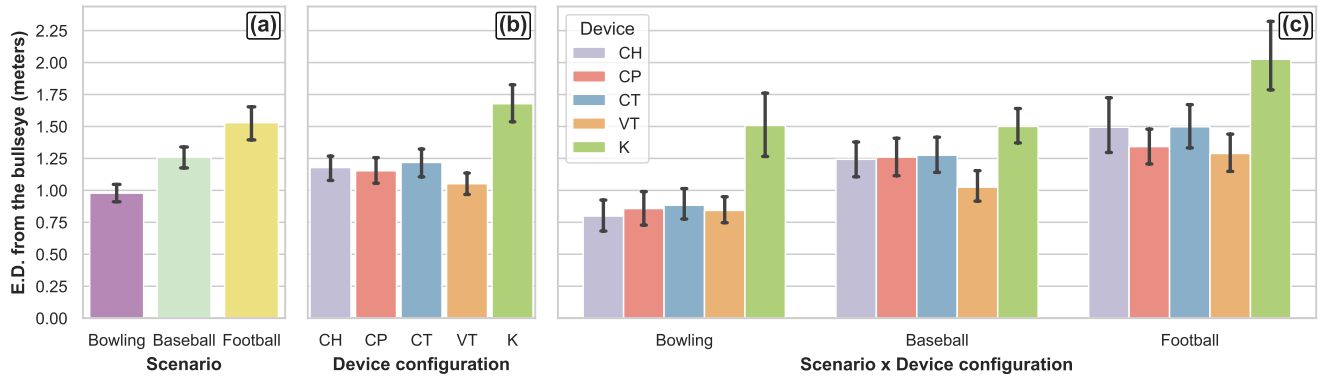 E.D. from the bullseye (meters)
2.25
2.00
1.75
1.50
1.25
1.00
0.75
0.50
0.25
0.00
(a)
Bowling Baseball Football
Scenario
(b)
CH CP CT VT K
Device configuration
(c)
Device
CH
CP
CT
VT
K
Bowling Baseball Football
Scenario x Device configuration